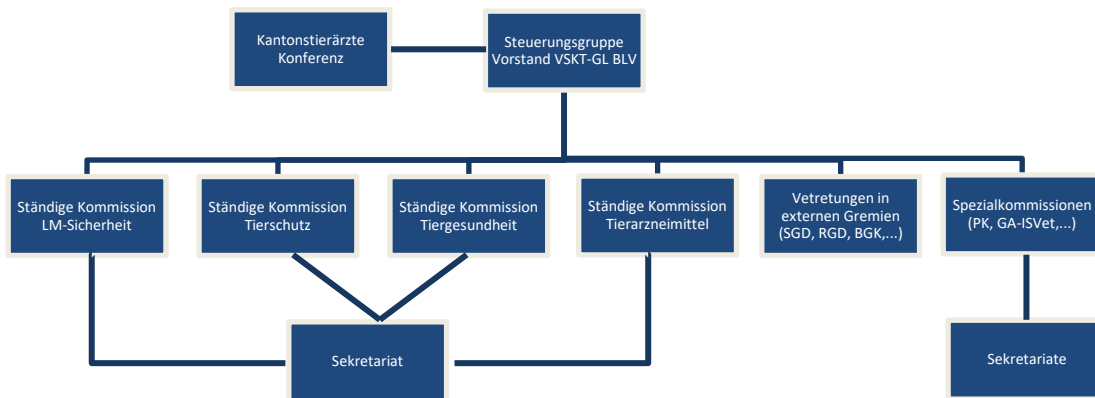 Kantonstierärzte
Konferenz
Steuerungsgruppe
Vorstand VSKT-GL BLV
Ständige Kommission
LM-Sicherheit
Ständige Kommission
Tierschutz
Ständige Kommission
Tiergesundheit
Ständige Kommission
Tierarzneimittel
Vetretungen in
externen Gremien
(SGD, RGD, BGK,...)
Spezialkommissionen
(PK, GA-ISVet,...)
Sekretariat
Sekretariate